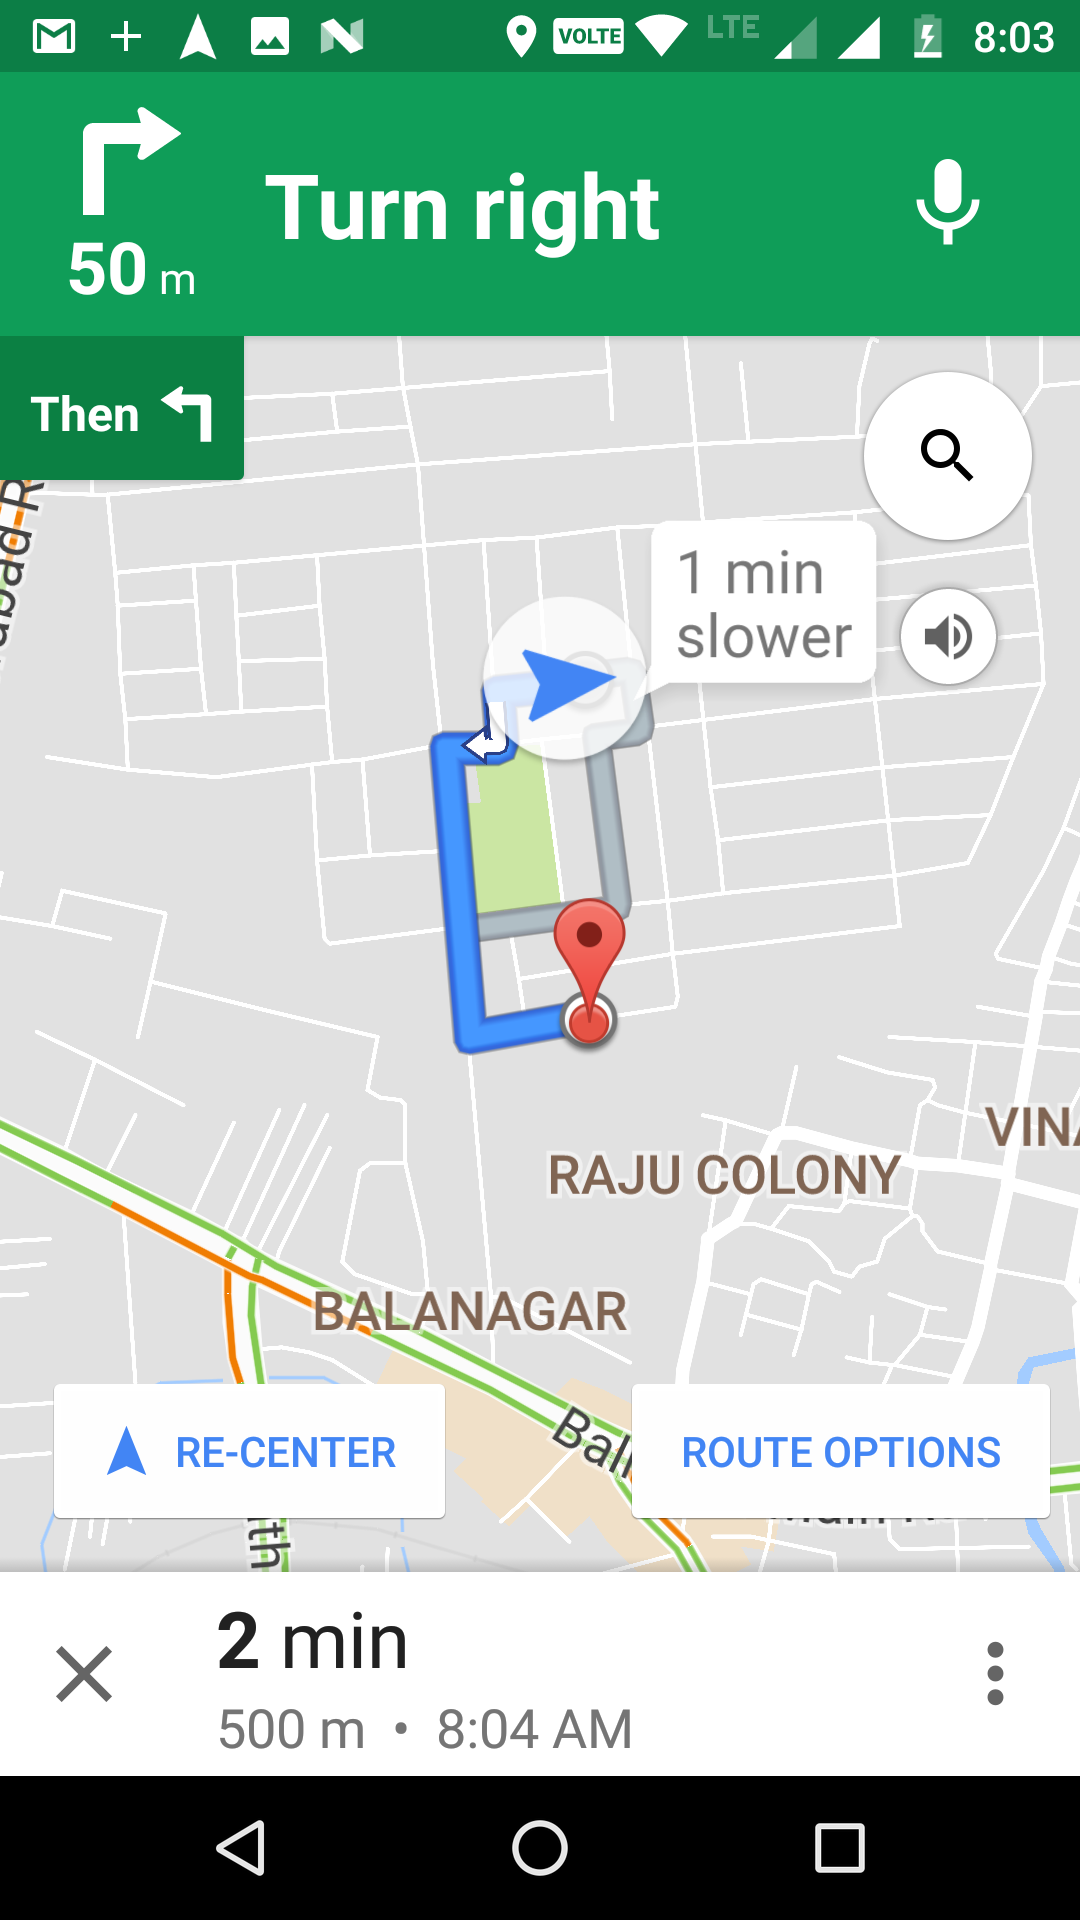 VOLTE LTE 8:03
Turn right
50 m
Then
1 min
slower
RAJU COLONY
BALANAGAR
RE-CENTER
ROUTE OPTIONS
2 min
500 m • 8:04 AM